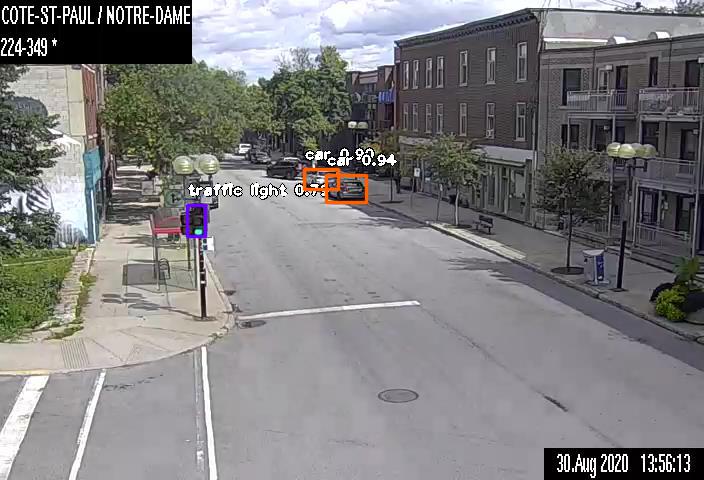 COTE-ST-PAUL / NOTRE-DAME
224-349 *
car 0.90
car 0.94
traffic light 0.7
30.Aug 2020 13:56:13